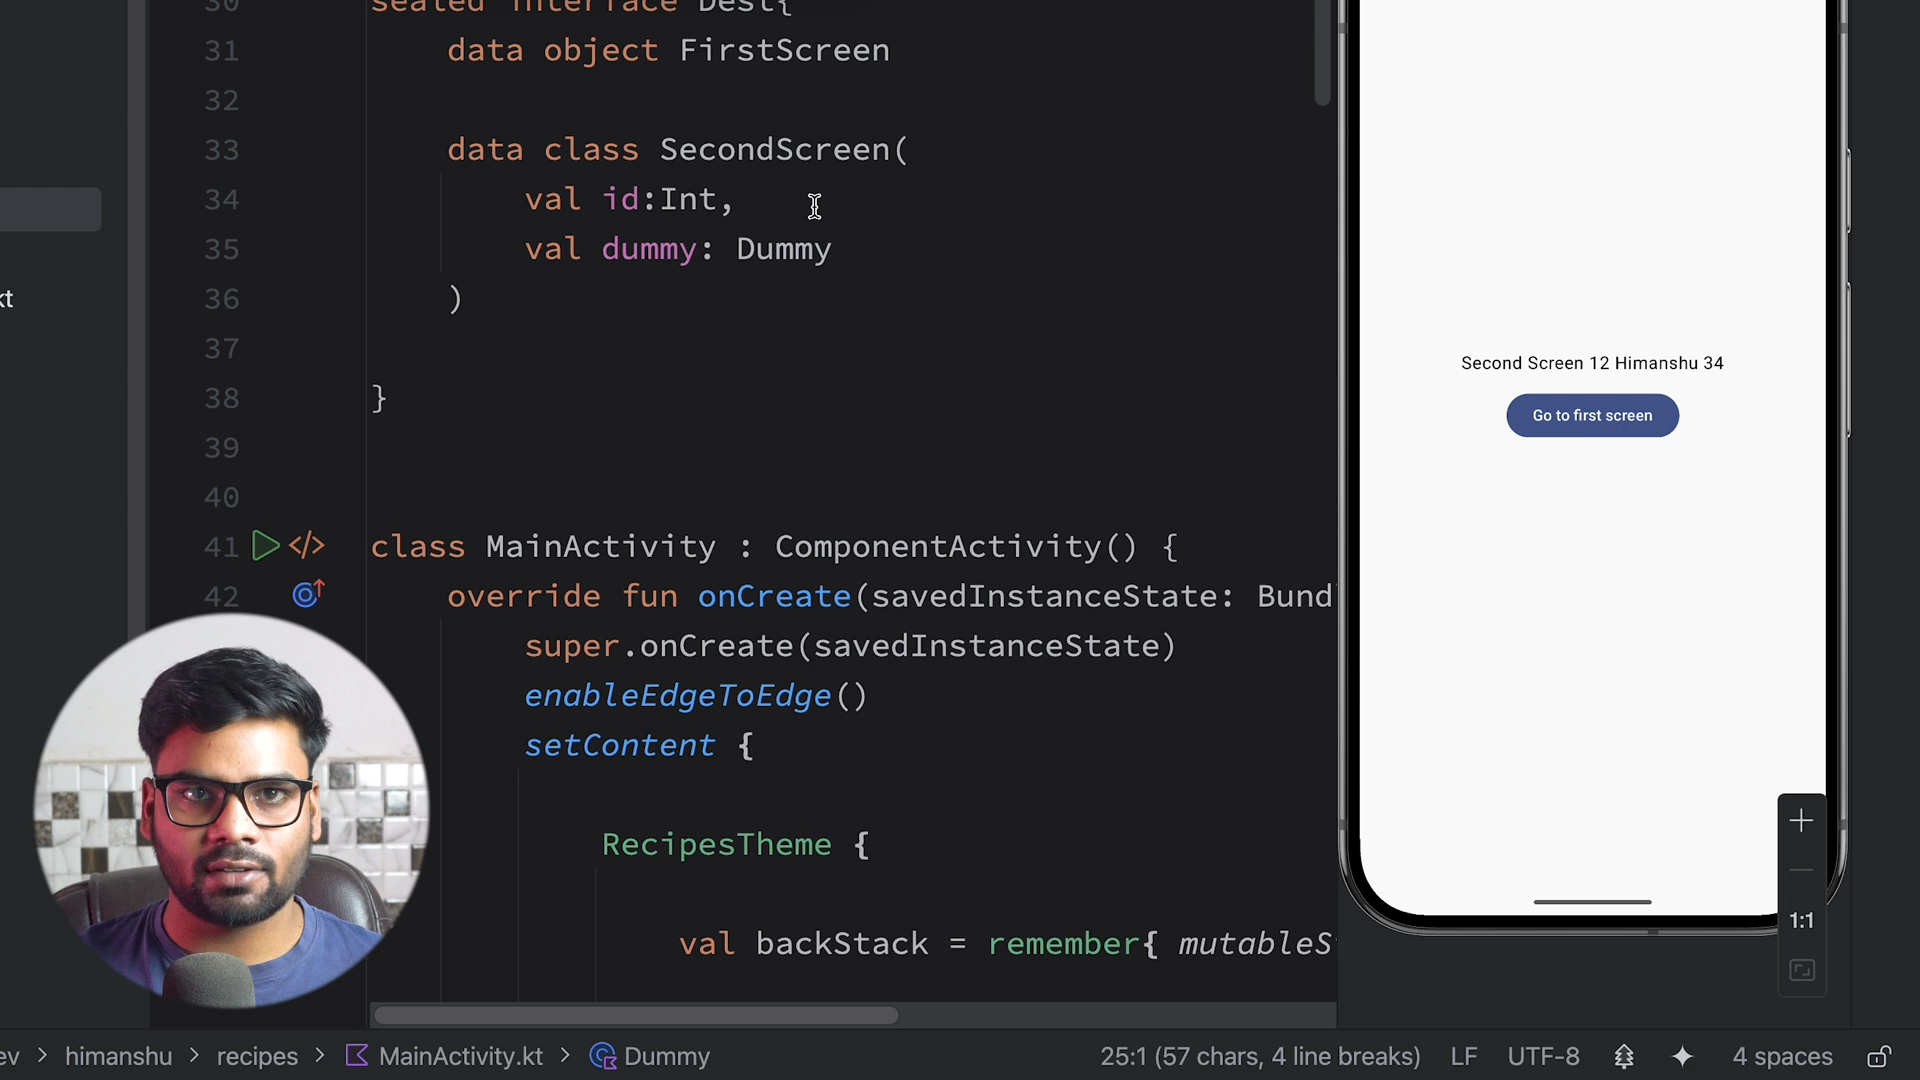 30 sealed interface Dest{
31 data object FirstScreen
32
33 data class SecondScreen(
34 val id:Int,
35 val dummy: Dummy
36 )
37
38 }
39
40
41 class MainActivity : ComponentActivity() {
42 override fun onCreate(savedInstanceState: Bund
super.onCreate(savedInstanceState)
enableEdgeToEdge()
setContent {
RecipesTheme {
val backStack = remember{ mutableS
kt
Second Screen 12 Himanshu 34
Go to first screen
1:1
ev > himanshu > recipes > MainActivity.kt > Dummy
25:1 (57 chars, 4 line breaks) LF UTF-8 4 spaces